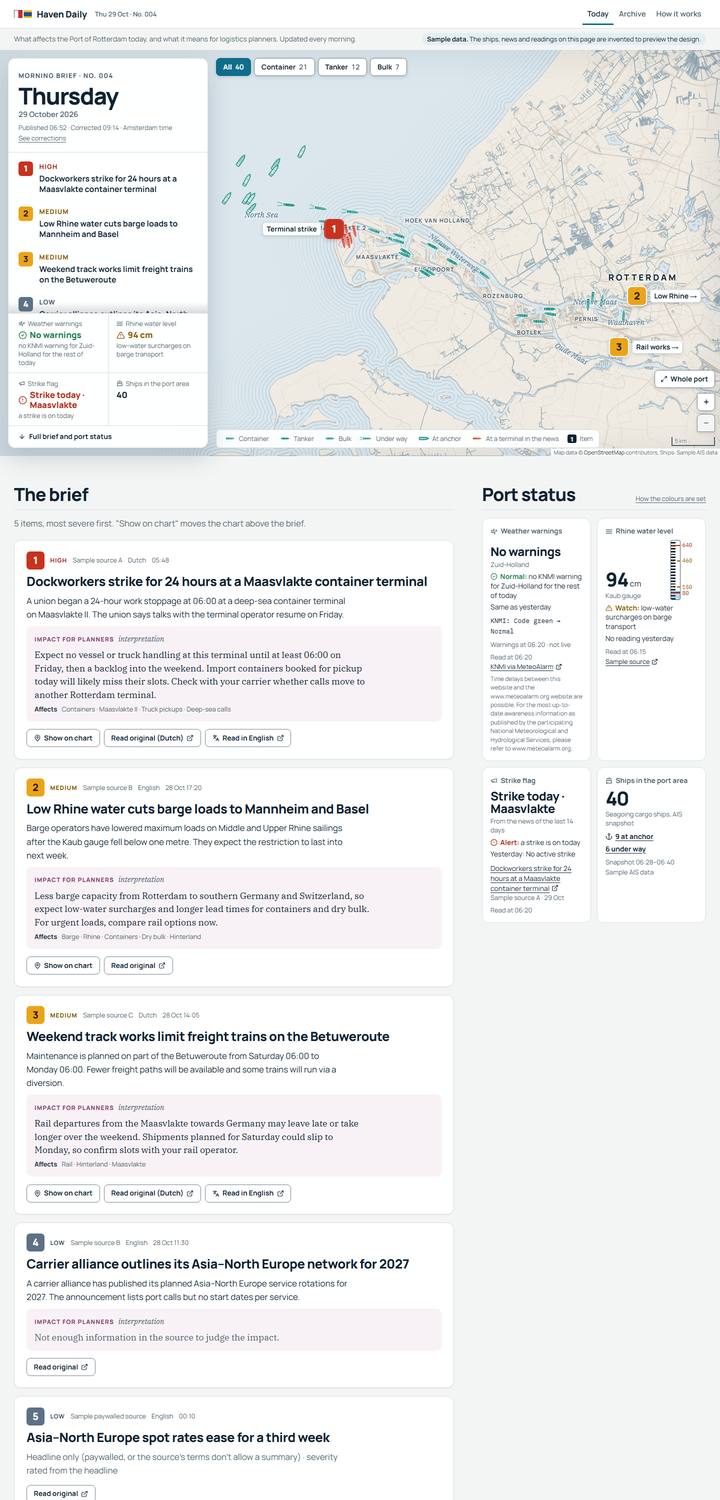 Haven Daily
Thu 29 Oct · No. 004
Today
Archive
How it works
What affects the Port of Rotterdam today, and what it means for logistics planners. Updated every morning.
Sample data. The ships, news and readings on this page are invented to preview the design.
MORNING BRIEF · NO. 004
Thursday
29 October 2026
Published 06:52 · Corrected 09:14 · Amsterdam time
See corrections
1 HIGH
Dockworkers strike for 24 hours at a
Maasvlakte container terminal
2 MEDIUM
Low Rhine water cuts barge loads to
Mannheim and Basel
3 MEDIUM
Weekend track works limit freight trains
on the Betuweroute
4 LOW
Weather warnings
No warnings
no KNMI warning for Zuid-
Holland for the rest of
today
Rhine water level
94 cm
low-water surcharges on
barge transport
Strike flag
Strike today ·
Maasvlakte
a strike is on today
Ships in the port area
40
Full brief and port status
All 40
Container 21
Tanker 12
Bulk 7
North Sea
Terminal strike 1
HOEK VAN HOLLAND
MAASVLAKTE
Nieuwe Waterweg
EUROPOORT
ROZENBURG
BOTLEK
ROTTERDAM
2 Low Rhine →
Nieuwe Maas
PERNIS
Waalhaven
3 Rail works →
Oude Maas
Whole port
+
−
5 km
Container
Tanker
Bulk
Under way
At anchor
At a terminal in the news
1 Item
Map data © OpenStreetMap contributors, Ships: Sample AIS data
The brief
5 items, most severe first. "Show on chart" moves the chart above the brief.
1 HIGH Sample source A Dutch 05:48
Dockworkers strike for 24 hours at a Maasvlakte container terminal
A union began a 24-hour work stoppage at 06:00 at a deep-sea container terminal
on Maasvlakte II. The union says talks with the terminal operator resume on Friday.
IMPACT FOR PLANNERS interpretation
Expect no vessel or truck handling at this terminal until at least 06:00 on
Friday, then a backlog into the weekend. Import containers booked for pickup
today will likely miss their slots. Check with your carrier whether calls move to
another Rotterdam terminal.
Affects Containers · Maasvlakte II · Truck pickups · Deep-sea calls
Show on chart
Read original (Dutch)
Read in English
2 MEDIUM Sample source B English 28 Oct 17:20
Low Rhine water cuts barge loads to Mannheim and Basel
Barge operators have lowered maximum loads on Middle and Upper Rhine sailings
after the Kaub gauge fell below one metre. They expect the restriction to last into
next week.
IMPACT FOR PLANNERS interpretation
Less barge capacity from Rotterdam to southern Germany and Switzerland, so
expect low-water surcharges and longer lead times for containers and dry bulk.
For urgent loads, compare rail options now.
Affects Barge · Rhine · Containers · Dry bulk · Hinterland
Show on chart
Read original
3 MEDIUM Sample source C Dutch 28 Oct 14:05
Weekend track works limit freight trains on the Betuweroute
Maintenance is planned on part of the Betuweroute from Saturday 06:00 to
Monday 06:00. Fewer freight paths will be available and some trains will run via a
diversion.
IMPACT FOR PLANNERS interpretation
Rail departures from the Maasvlakte towards Germany may leave late or take
longer over the weekend. Shipments planned for Saturday could slip to
Monday, so confirm slots with your rail operator.
Affects Rail · Hinterland · Maasvlakte
Show on chart
Read original (Dutch)
Read in English
4 LOW Sample source B English 28 Oct 11:30
Carrier alliance outlines its Asia–North Europe network for 2027
A carrier alliance has published its planned Asia–North Europe service rotations for
2027. The announcement lists port calls but no start dates per service.
IMPACT FOR PLANNERS interpretation
Not enough information in the source to judge the impact.
Read original
5 LOW Sample paywalled source English 00:10
Asia–North Europe spot rates ease for a third week
Headline only (paywalled, or the source's terms don't allow a summary) · severity
rated from the headline
Read original
Port status
How the colours are set
Weather warnings
No warnings
Zuid-Holland
Normal: no KNMI warning
for Zuid-Holland for the rest
of today
Same as yesterday
KNMI: Code green →
Normal
Warnings at 06:20 · not live
Read at 06:20
KNMI via MeteoAlarm
Time delays between this
website and the
www.meteoalarm.org website are
possible. For the most up-to-
date awareness information as
published by the participating
National Meteorological and
Hydrological Services, please
refer to www.meteoalarm.org.
Rhine water level
640
460
150
80
94 cm
Kaub gauge
Watch: low-water
surcharges on barge
transport
No reading yesterday
Read at 06:15
Sample source
Strike flag
Strike today ·
Maasvlakte
From the news of the last 14
days
Alert: a strike is on today
Yesterday: No active strike
Dockworkers strike for 24
hours at a Maasvlakte
container terminal
Sample source A · 29 Oct
Read at 06:20
Ships in the port area
40
Seagoing cargo ships, AIS
snapshot
9 at anchor
6 under way
Snapshot 06:28–06:40
Sample AIS data